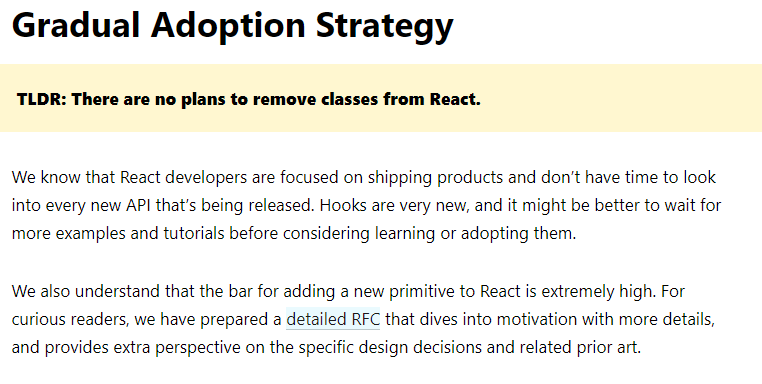 Gradual Adoption Strategy
TLDR: There are no plans to remove classes from React.
We know that React developers are focused on shipping products and don’t have time to look
into every new API that’s being released. Hooks are very new, and it might be better to wait for
more examples and tutorials before considering learning or adopting them.
We also understand that the bar for adding a new primitive to React is extremely high. For
curious readers, we have prepared a detailed RFC that dives into motivation with more details,
and provides extra perspective on the specific design decisions and related prior art.